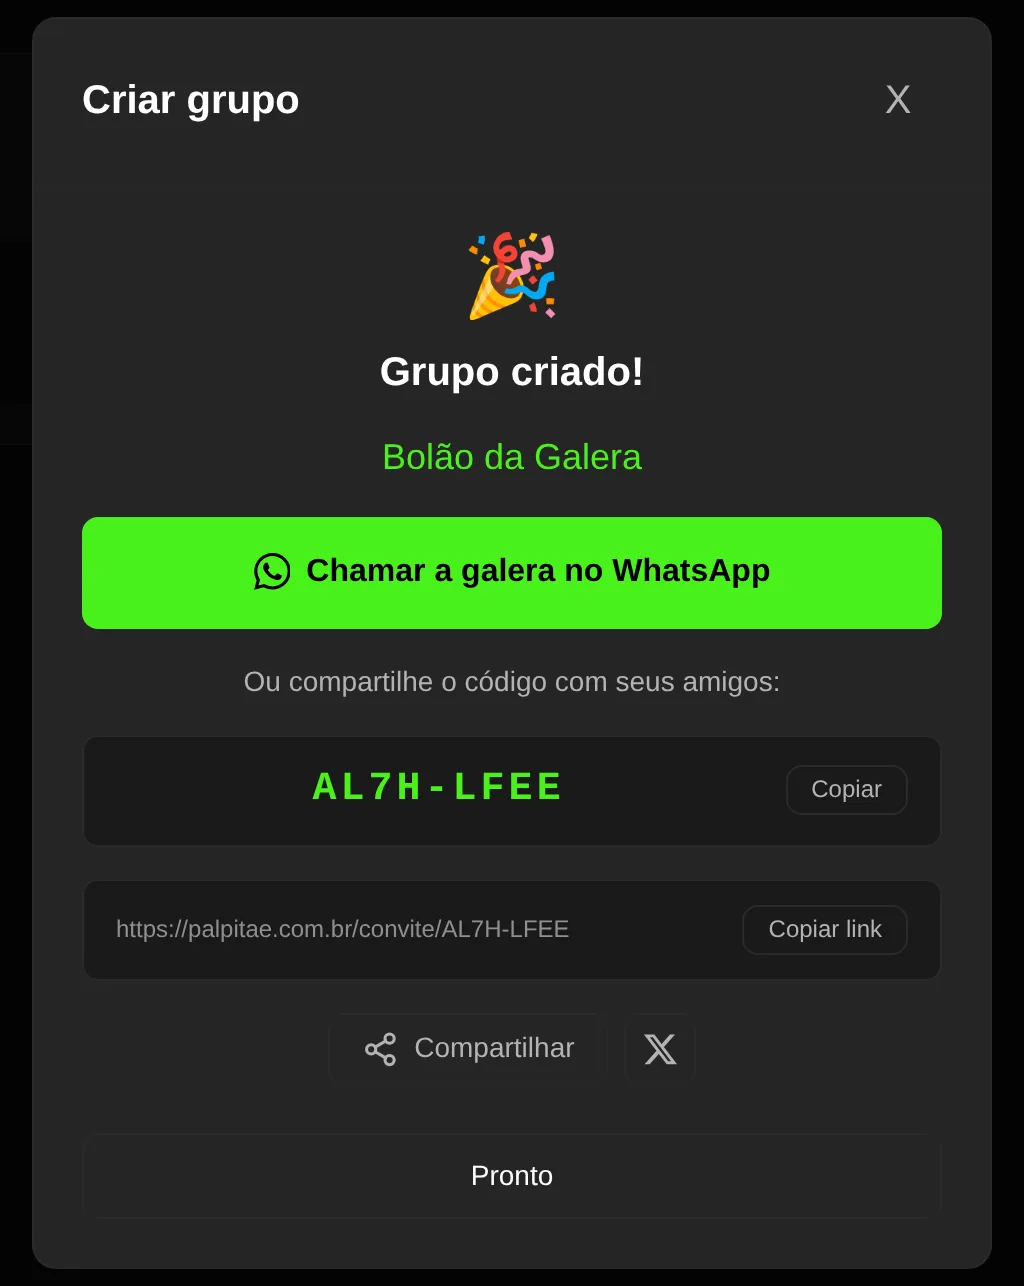 Criar grupo
X
Grupo criado!
Bolão da Galera
Chamar a galera no WhatsApp
Ou compartilhe o código com seus amigos:
AL7H-LFEE
Copiar
https://palpitae.com.br/convite/AL7H-LFEE
Copiar link
Compartilhar
Pronto